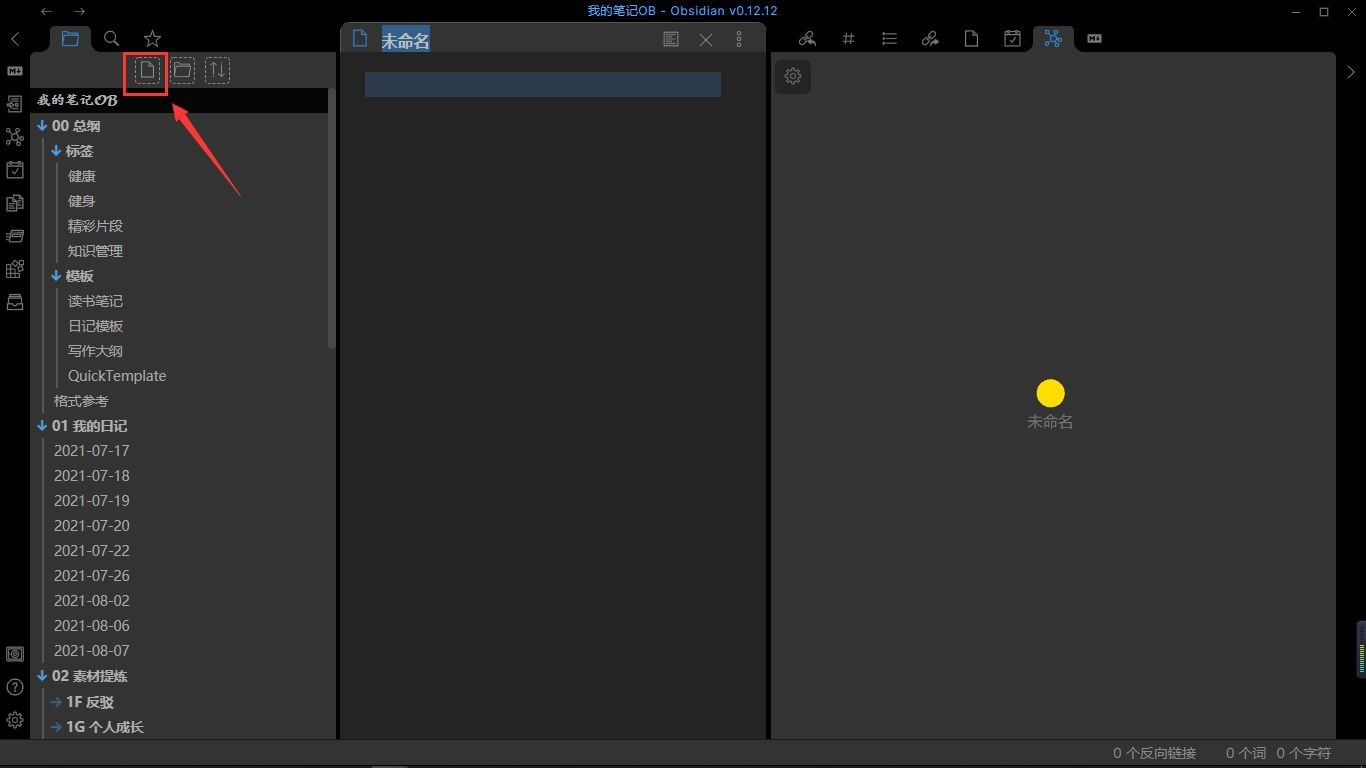 我的笔记OB - Obsidian v0.12.12
未命名
我的笔记OB
00 总纲
标签
健康
健身
精彩片段
知识管理
模板
读书笔记
日记模板
写作大纲
QuickTemplate
格式参考
01 我的日记
2021-07-17
2021-07-18
2021-07-19
2021-07-20
2021-07-22
2021-07-26
2021-08-02
2021-08-06
2021-08-07
02 素材提炼
1F 反驳
1G 个人成长
未命名
0 个反向链接 0 个词 0 个字符